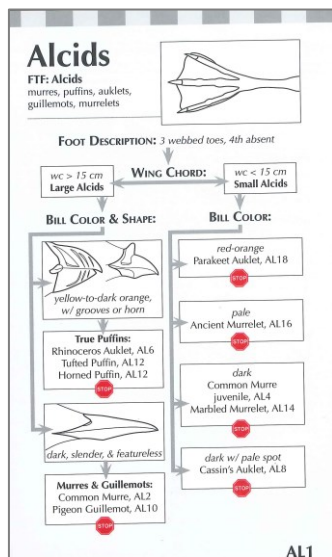 Alcids
FTF: Alcids
murres, puffins, auklets,
guillemots, murrelets
FOOT DESCRIPTION: 3 webbed toes, 4th absent
wc > 15 cm
Large Alcids
WING CHORD:
wc < 15 cm
Small Alcids
BILL COLOR & SHAPE:
yellow-to-dark orange,
w/ grooves or horn
True Puffins:
Rhinoceros Auklet, AL6
Tufted Puffin, AL12
Horned Puffin, AL12
STOP
dark, slender, & featureless
Murres & Guillemots:
Common Murre, AL2
Pigeon Guillemot, AL10
STOP
BILL COLOR:
red-orange
Parakeet Auklet, AL18
STOP
pale
Ancient Murrelet, AL16
STOP
dark
Common Murre
juvenile, AL4
Marbled Murrelet, AL14
STOP
dark w/ pale spot
Cassin's Auklet, AL8
STOP
AL1